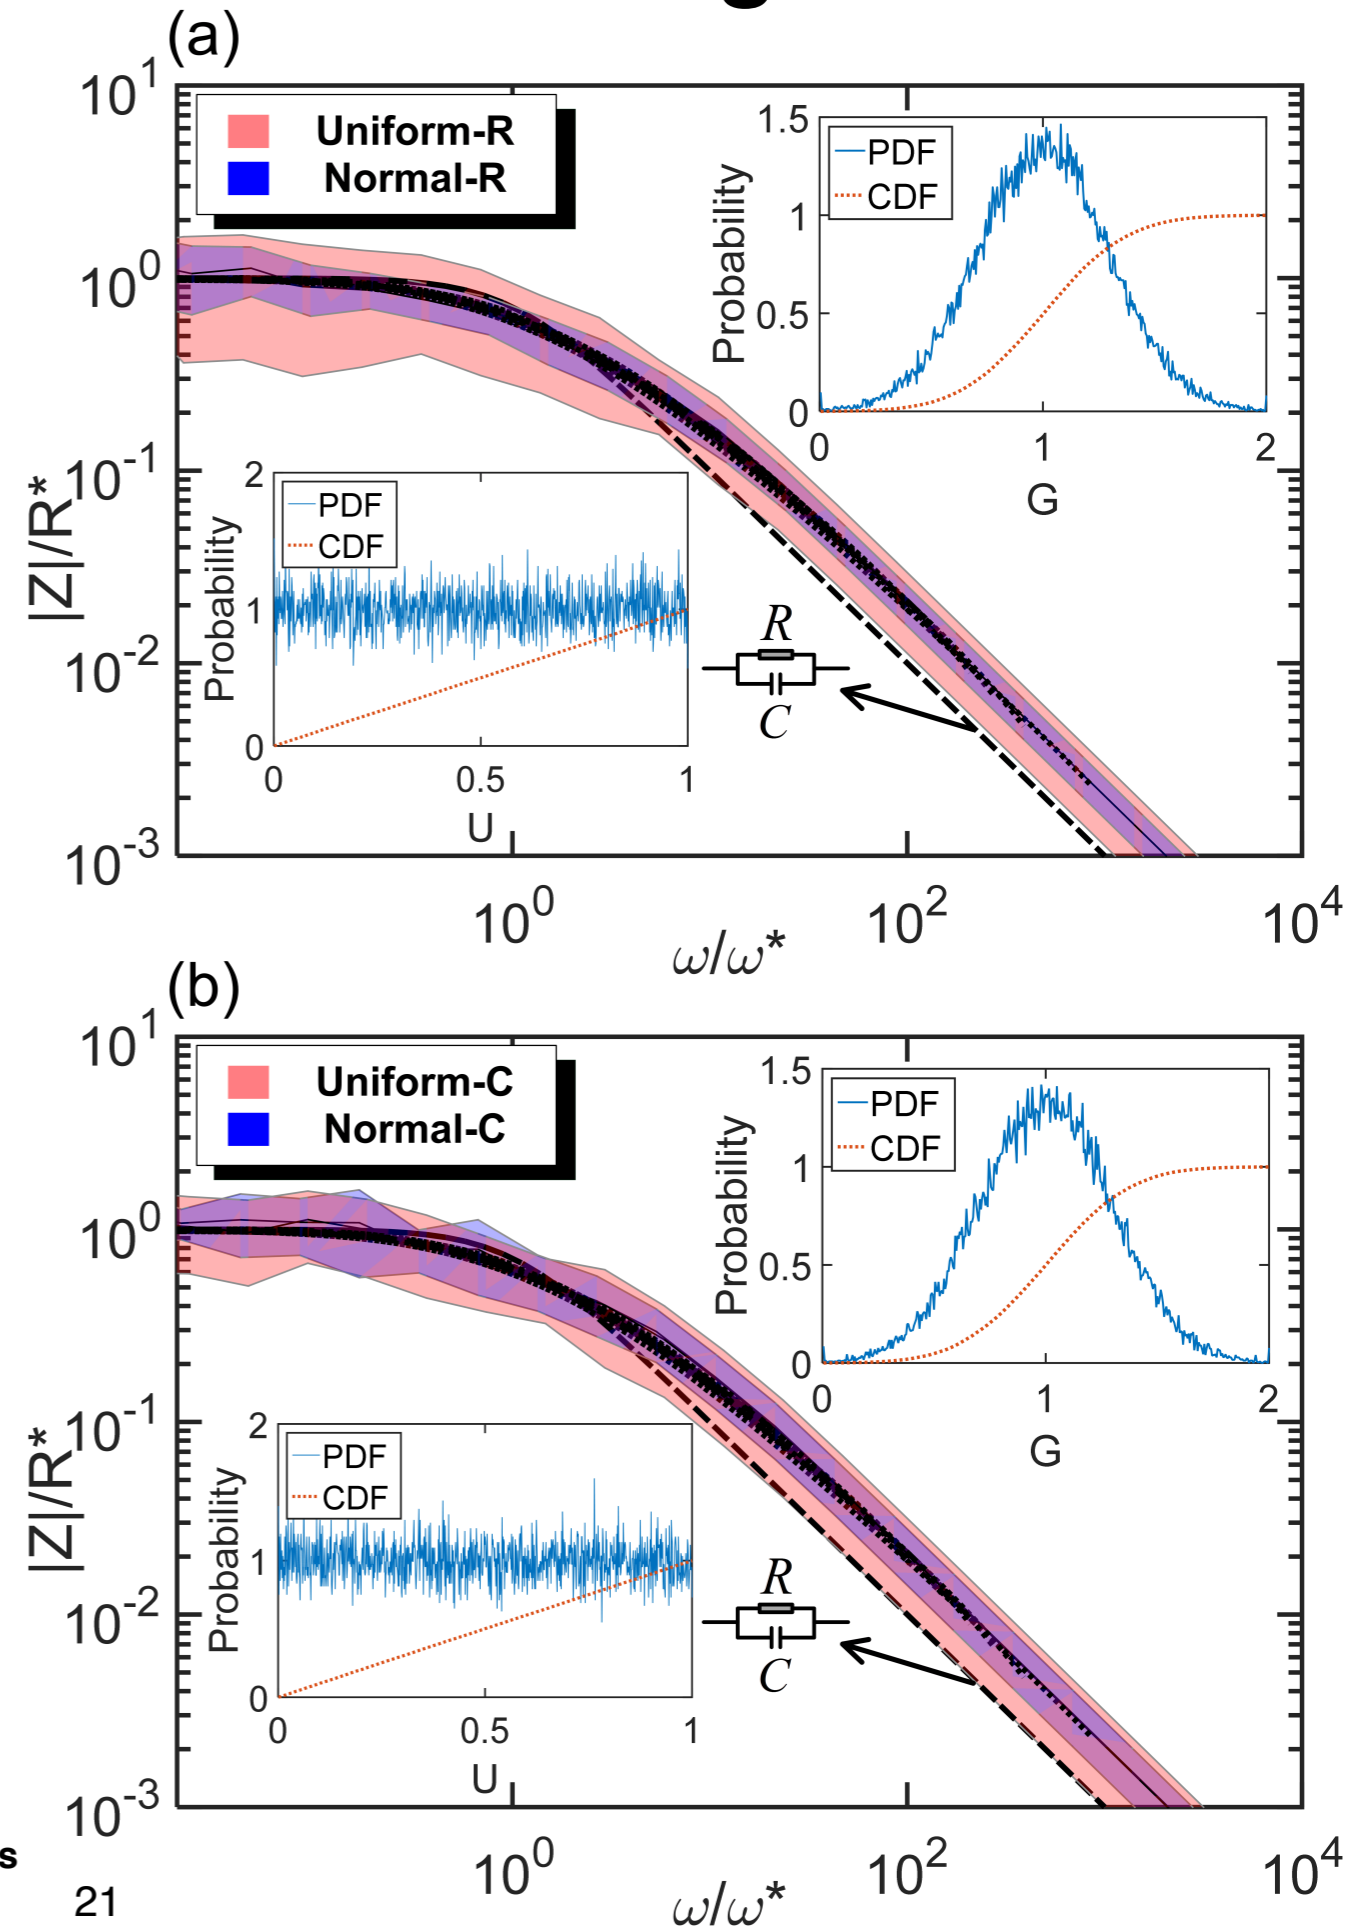 (a)
10^1
10^0
10^-1
10^-2
10^-3
|Z|/R*
Uniform-R
Normal-R
1.5
1
0.5
0
Probability
PDF
CDF
0 1 2
G
2
1
0
Probability
PDF
CDF
0 0.5 1
U
R
C
10^0 10^2 10^4
ω/ω*
(b)
10^1
10^0
10^-1
10^-2
10^-3
|Z|/R*
Uniform-C
Normal-C
1.5
1
0.5
0
Probability
PDF
CDF
0 1 2
G
2
1
0
Probability
PDF
CDF
0 0.5 1
U
R
C
10^0 10^2 10^4
ω/ω*
s
21